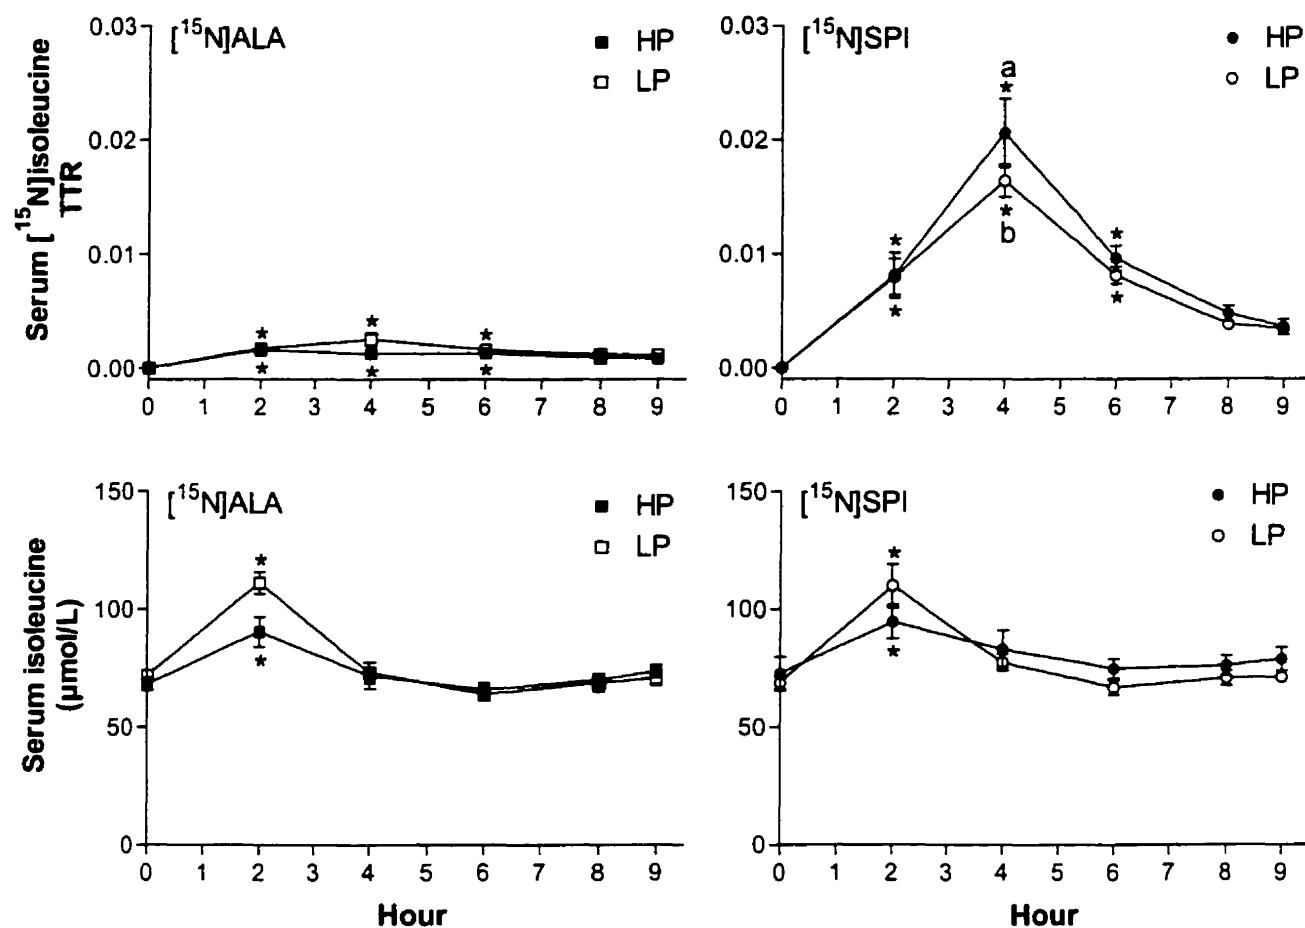 0.03
[¹⁵N]ALA
HP
LP
0.02
0.01
0.00
Serum [¹⁵N]isoleucine
TTR
* * *
* * *
0 1 2 3 4 5 6 7 8 9
0.03
[¹⁵N]SPI
HP
LP
0.02
0.01
0.00
a
*
* *
* * *
b
0 1 2 3 4 5 6 7 8 9
150
[¹⁵N]ALA
HP
LP
100
50
0
Serum isoleucine
(µmol/L)
*
*
0 1 2 3 4 5 6 7 8 9
Hour
150
[¹⁵N]SPI
HP
LP
100
50
0
*
*
0 1 2 3 4 5 6 7 8 9
Hour